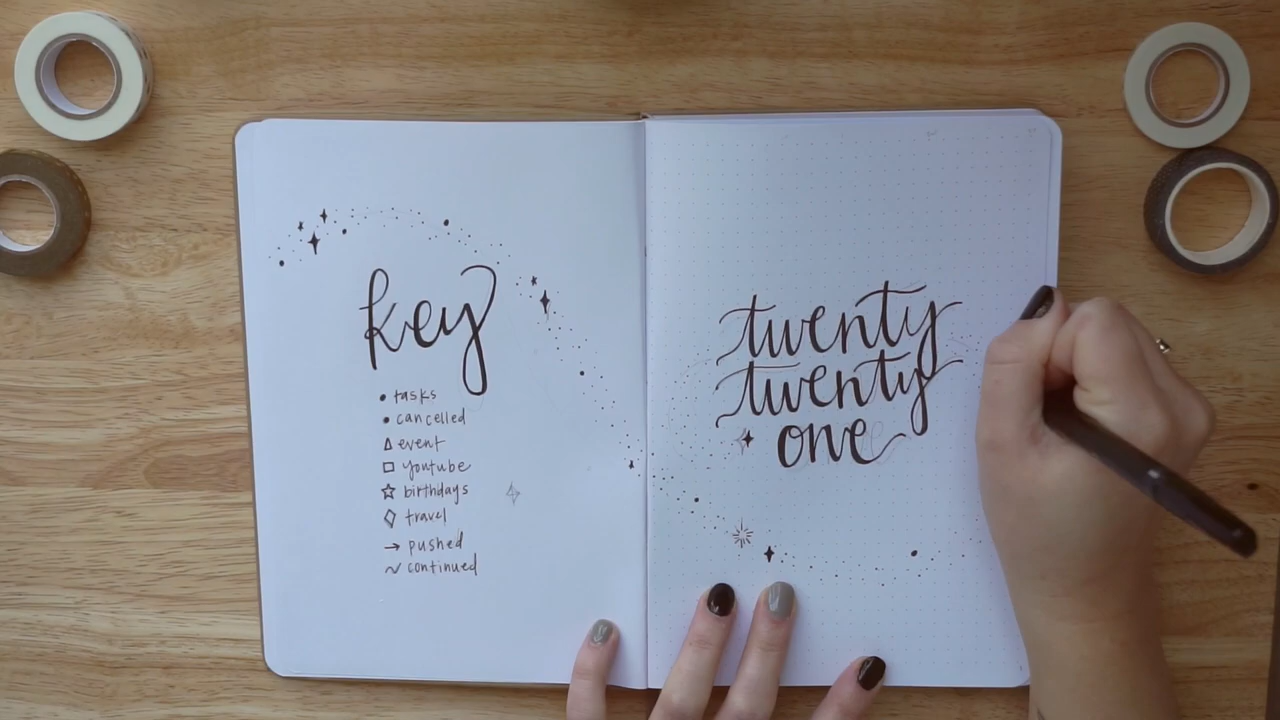 key
• tasks
• cancelled
△ event
□ youtube
☆ birthdays
◇ travel
→ pushed
~ continued
twenty
twenty
one